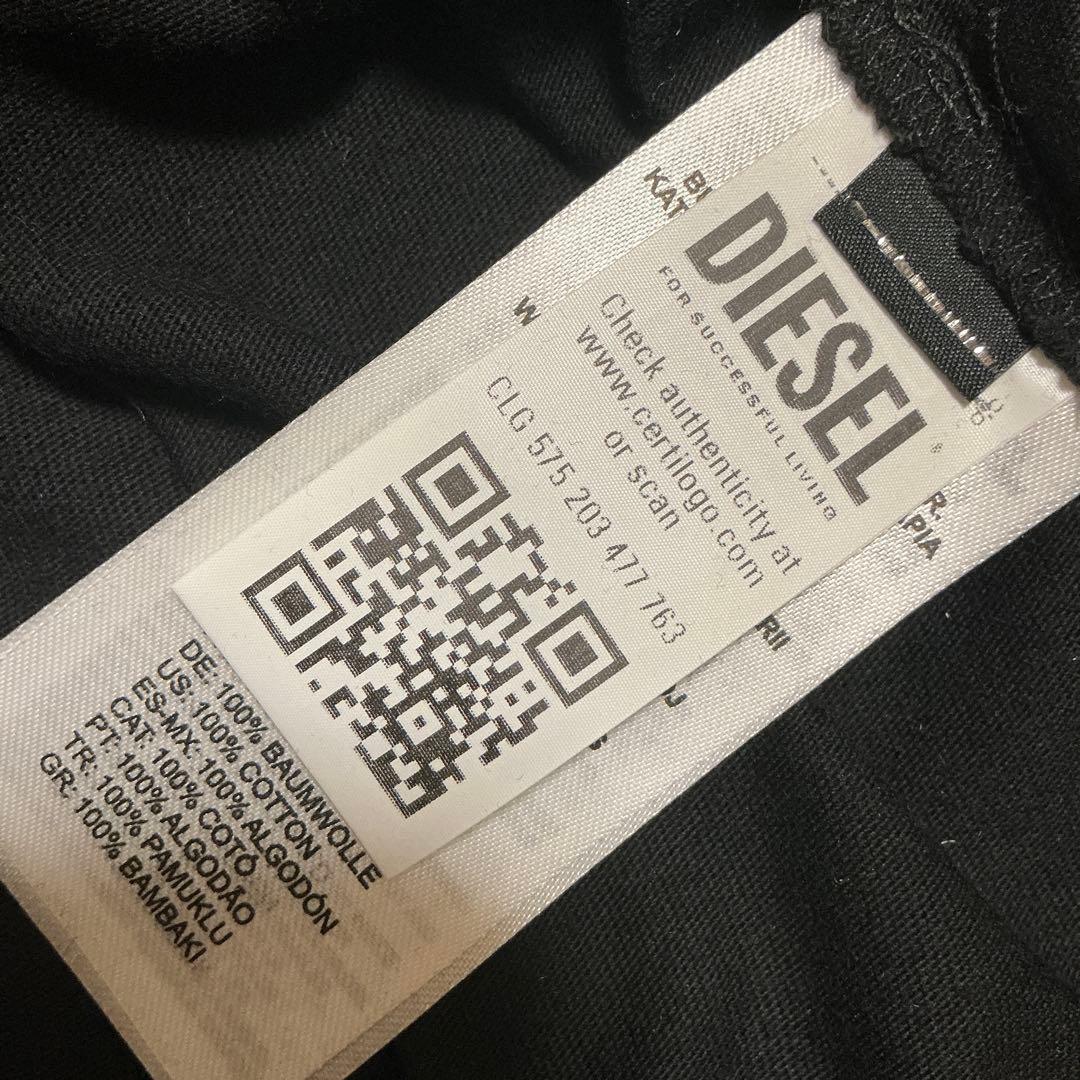 DIESEL
FOR SUCCESSFUL LIVING
Check authenticity at
www.certilogo.com
or scan
CLG 575 203 477 763
DE: 100% BAUMWOLLE
US: 100% COTTON
ES-MX: 100% ALGODÓN
CAT: 100% COTÓ
PT: 100% ALGODÃO
TR: 100% PAMUKLU
GR: 100% BAMBAKI